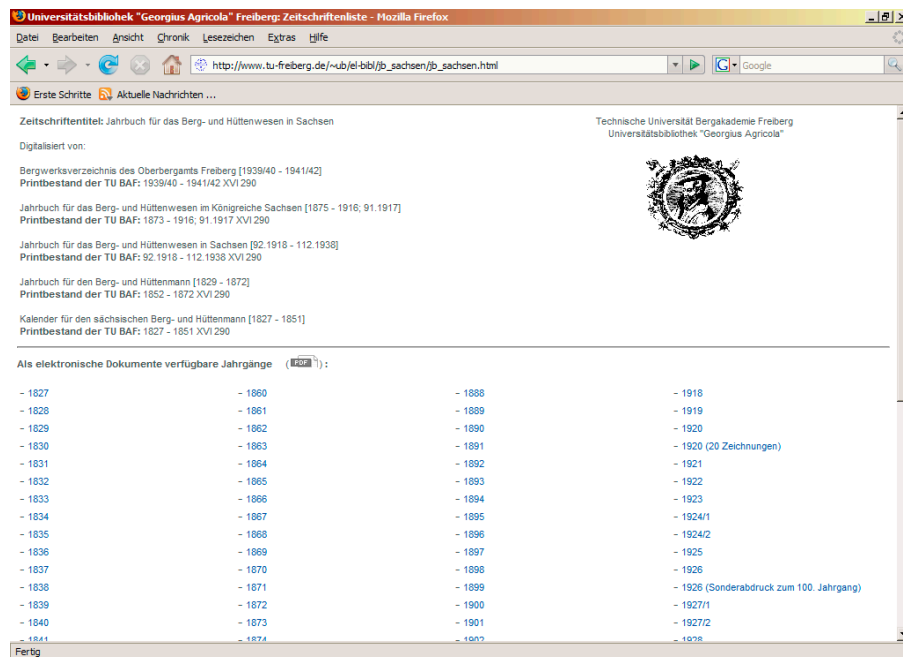 Universitätsbibliohek "Georgius Agricola" Freiberg: Zeitschriftenliste - Mozilla Firefox
Datei Bearbeiten Ansicht Chronik Lesezeichen Extras Hilfe
http://www.tu-freiberg.de/~ub/el-bibl/jb_sachsen/jb_sachsen.html
G Google
Erste Schritte Aktuelle Nachrichten ...
Zeitschriftentitel: Jahrbuch für das Berg- und Hüttenwesen in Sachsen
Technische Universität Bergakademie Freiberg
Universitätsbibliothek "Georgius Agricola"
Digitalisiert von:
Bergwerksverzeichnis des Oberbergamts Freiberg [1939/40 - 1941/42]
Printbestand der TU BAF: 1939/40 - 1941/42 XVI 290
Jahrbuch für das Berg- und Hüttenwesen im Königreiche Sachsen [1875 - 1916; 91.1917]
Printbestand der TU BAF: 1873 - 1916; 91.1917 XVI 290
Jahrbuch für das Berg- und Hüttenwesen in Sachsen [92.1918 - 112.1938]
Printbestand der TU BAF: 92.1918 - 112.1938 XVI 290
Jahrbuch für den Berg- und Hüttenmann [1829 - 1872]
Printbestand der TU BAF: 1852 - 1872 XVI 290
Kalender für den sächsischen Berg- und Hüttenmann [1827 - 1851]
Printbestand der TU BAF: 1827 - 1851 XVI 290
Als elektronische Dokumente verfügbare Jahrgänge (PDF):
- 1827 - 1860 - 1888 - 1918
- 1828 - 1861 - 1889 - 1919
- 1829 - 1862 - 1890 - 1920
- 1830 - 1863 - 1891 - 1920 (20 Zeichnungen)
- 1831 - 1864 - 1892 - 1921
- 1832 - 1865 - 1893 - 1922
- 1833 - 1866 - 1894 - 1923
- 1834 - 1867 - 1895 - 1924/1
- 1835 - 1868 - 1896 - 1924/2
- 1836 - 1869 - 1897 - 1925
- 1837 - 1870 - 1898 - 1926
- 1838 - 1871 - 1899 - 1926 (Sonderabdruck zum 100. Jahrgang)
- 1839 - 1872 - 1900 - 1927/1
- 1840 - 1873 - 1901 - 1927/2
- 1841 - 1874 - 1902 - 1928
Fertig